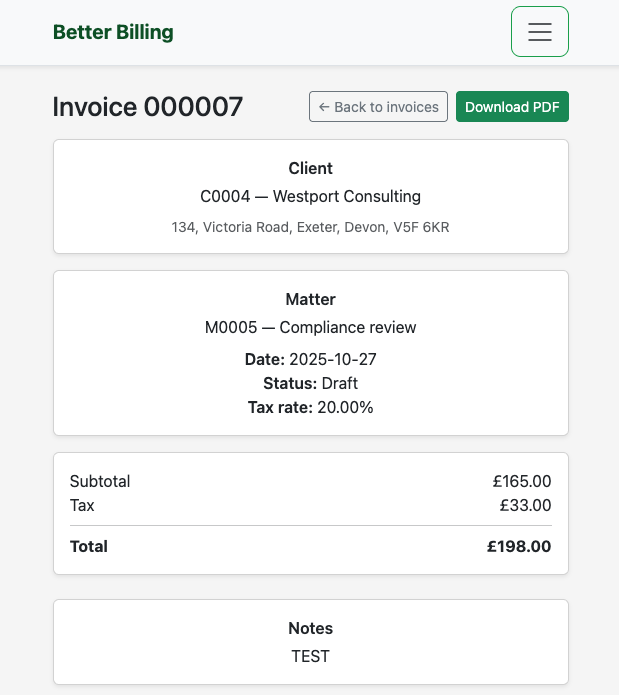 Better Billing
Invoice 000007
← Back to invoices
Download PDF
Client
C0004 — Westport Consulting
134, Victoria Road, Exeter, Devon, V5F 6KR
Matter
M0005 — Compliance review
Date: 2025-10-27
Status: Draft
Tax rate: 20.00%
Subtotal £165.00
Tax £33.00
Total £198.00
Notes
TEST